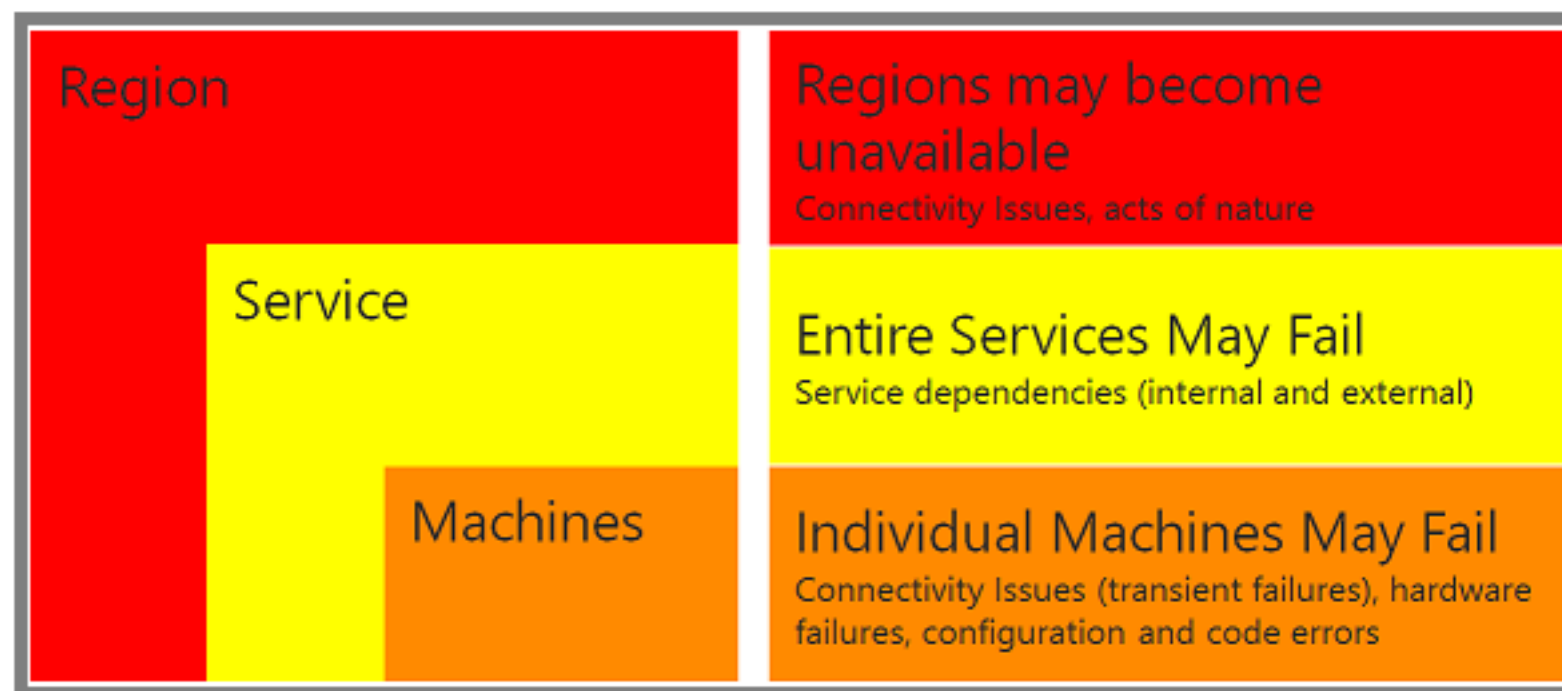 Region
Service
Machines
Regions may become
unavailable
Connectivity Issues, acts of nature
Entire Services May Fail
Service dependencies (internal and external)
Individual Machines May Fail
Connectivity Issues (transient failures), hardware
failures, configuration and code errors